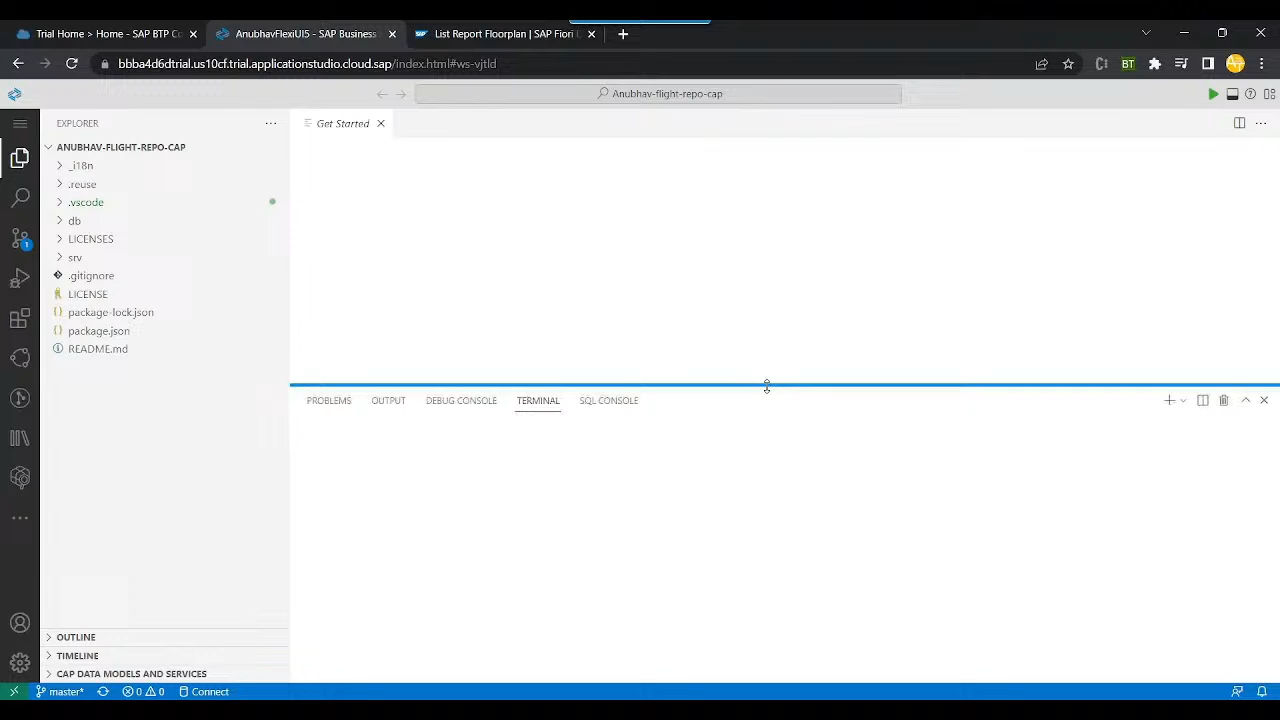 Trial Home > Home - SAP BTP Co
AnubhavFlexiUI5 - SAP Business
List Report Floorplan | SAP Fiori D
bbba4d6dtrial.us10cf.trial.applicationstudio.cloud.sap/index.html#ws-vjtld
BT
Anubhav-flight-repo-cap
EXPLORER
Get Started
ANUBHAV-FLIGHT-REPO-CAP
_i18n
.reuse
.vscode
db
LICENSES
srv
.gitignore
LICENSE
package-lock.json
package.json
README.md
1
PROBLEMS OUTPUT DEBUG CONSOLE TERMINAL SQL CONSOLE
OUTLINE
TIMELINE
CAP DATA MODELS AND SERVICES
master* 0 0 Connect